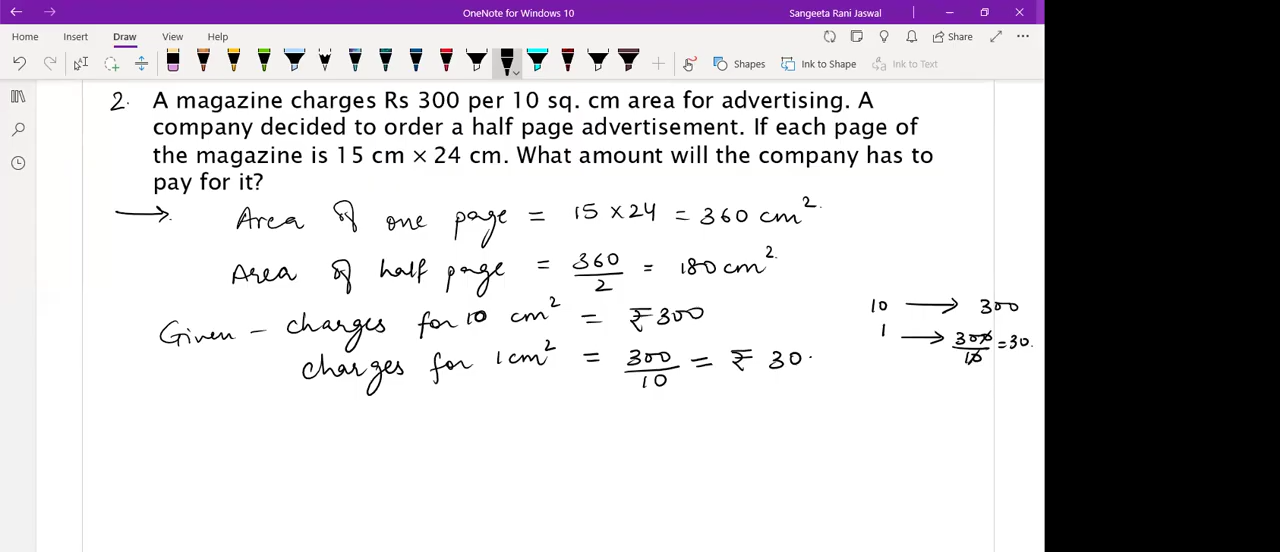 OneNote for Windows 10
Sangeeta Rani Jaswal
Home Insert Draw View Help
Share
Shapes Ink to Shape Ink to Text
2. A magazine charges Rs 300 per 10 sq. cm area for advertising. A
company decided to order a half page advertisement. If each page of
the magazine is 15 cm × 24 cm. What amount will the company has to
pay for it?
→ Area of one page = 15 × 24 = 360 cm².
Area of half page = 360/2 = 180 cm².
Given - charges for 10 cm² = ₹ 300
charges for 1 cm² = 300/10 = ₹ 30.
10 → 300
1 → 300/10 = 30.